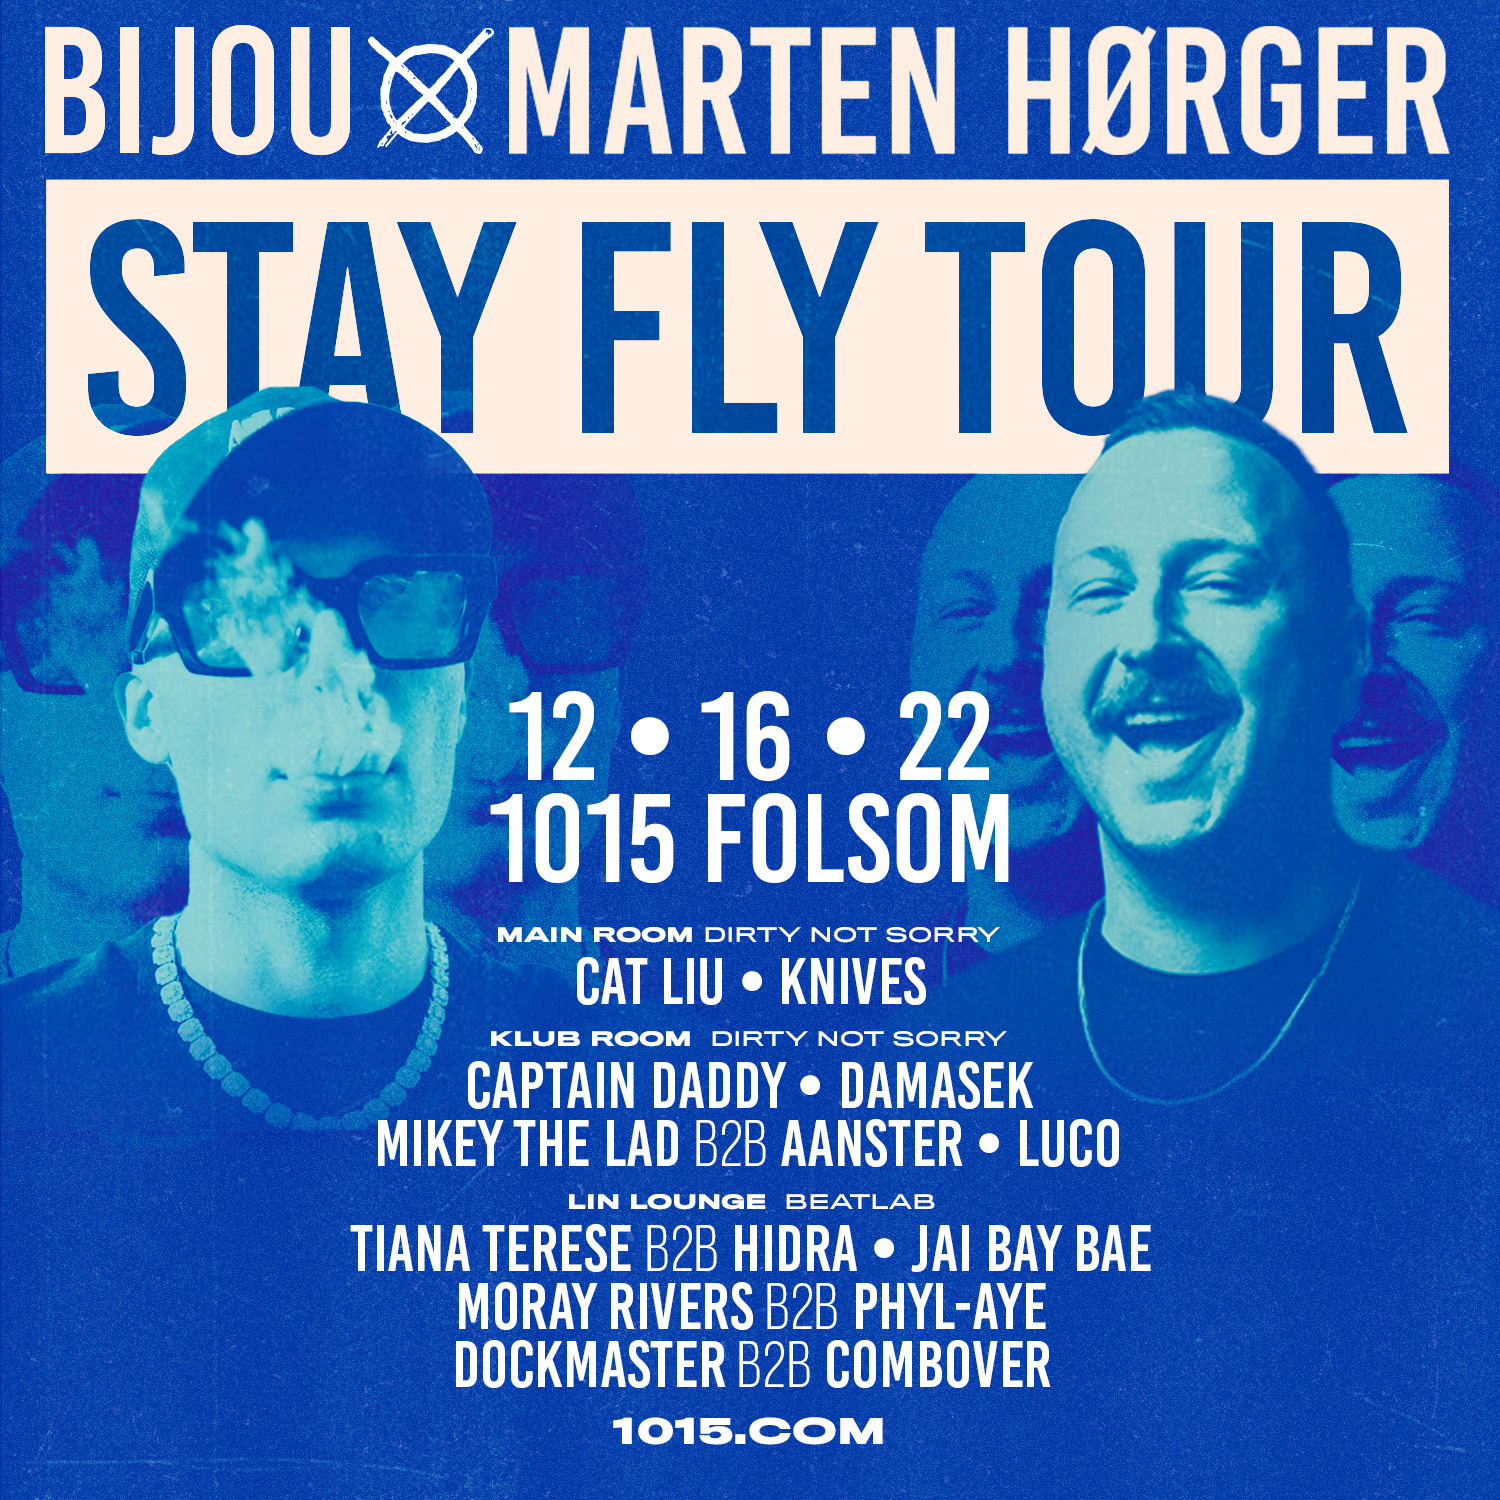 BIJOU MARTEN HØRGER
STAY FLY TOUR
12 • 16 • 22
1015 FOLSOM
MAIN ROOM DIRTY NOT SORRY
CAT LIU • KNIVES
KLUB ROOM DIRTY NOT SORRY
CAPTAIN DADDY • DAMASEK
MIKEY THE LAD B2B AANSTER • LUCO
LIN LOUNGE BEATLAB
TIANA TERESE B2B HIDRA • JAI BAY BAE
MORAY RIVERS B2B PHYL-AYE
DOCKMASTER B2B COMBOVER
1015.COM